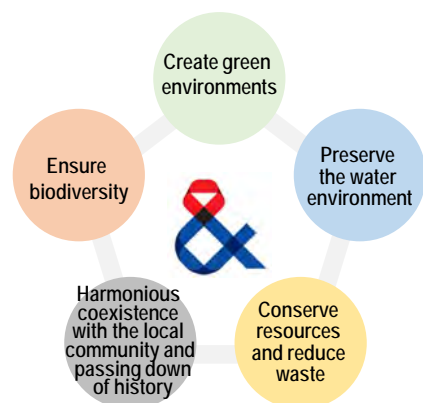 Create green
environments
Ensure
biodiversity
Preserve
the water
environment
Harmonious
coexistence
with the local
community and
passing down
of history
Conserve
resources
and reduce
waste